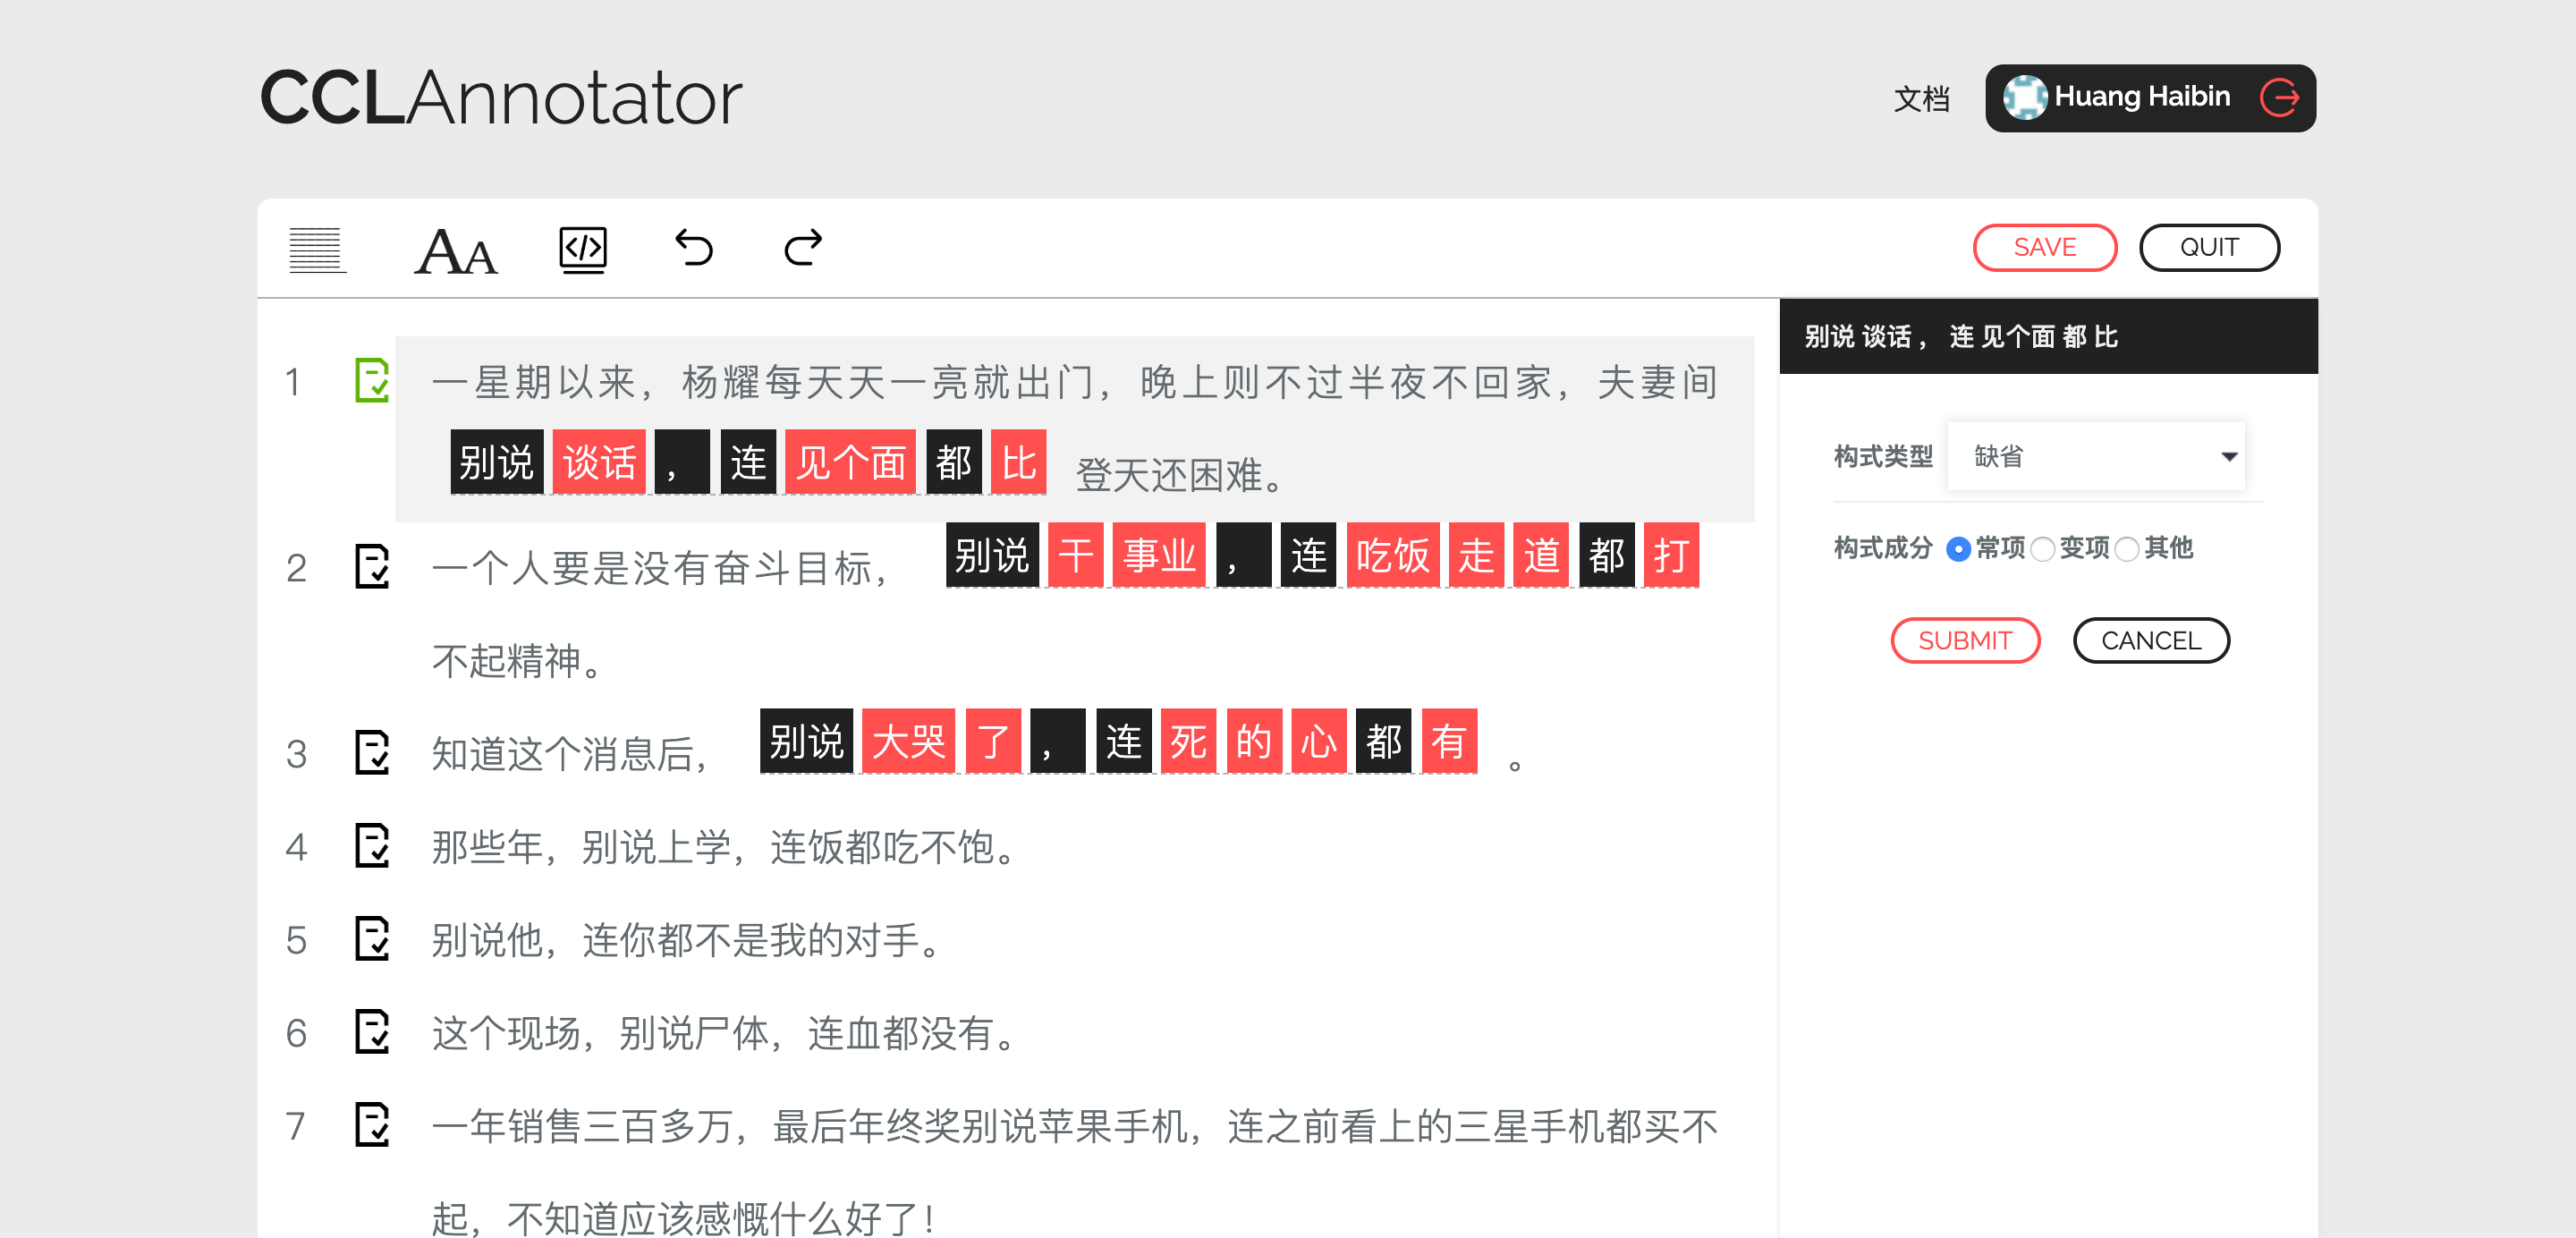 CCLAnnotator
文档 Huang Haibin
AA </> SAVE QUIT
别说 谈话 ， 连 见个面 都 比
1 一星期以来，杨耀每天天一亮就出门，晚上则不过半夜不回家，夫妻间
别说 谈话 ， 连 见个面 都 比 登天还困难。
2 一个人要是没有奋斗目标， 别说 干 事业 ， 连 吃饭 走 道 都 打
不起精神。
3 知道这个消息后， 别说 大哭 了 ， 连 死 的 心 都 有 。
4 那些年，别说上学，连饭都吃不饱。
5 别说他，连你都不是我的对手。
6 这个现场，别说尸体，连血都没有。
7 一年销售三百多万，最后年终奖别说苹果手机，连之前看上的三星手机都买不
起，不知道应该感慨什么好了！
构式类型 缺省
构式成分 常项 变项 其他
SUBMIT CANCEL